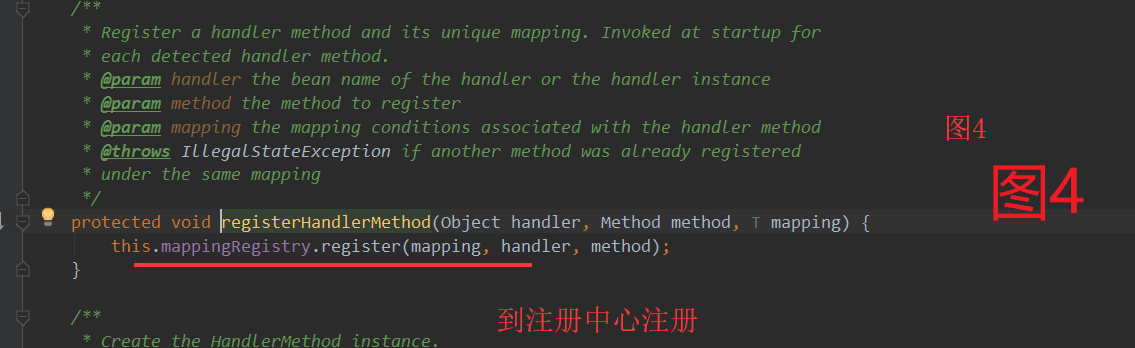 /**
* Register a handler method and its unique mapping. Invoked at startup for
* each detected handler method.
* @param handler the bean name of the handler or the handler instance
* @param method the method to register
* @param mapping the mapping conditions associated with the handler method
图4
* @throws IllegalStateException if another method was already registered
* under the same mapping
图4
*/
protected void registerHandlerMethod(Object handler, Method method, T mapping) {
this.mappingRegistry.register(mapping, handler, method);
}
到注册中心注册
/**
* Create the HandlerMethod instance.